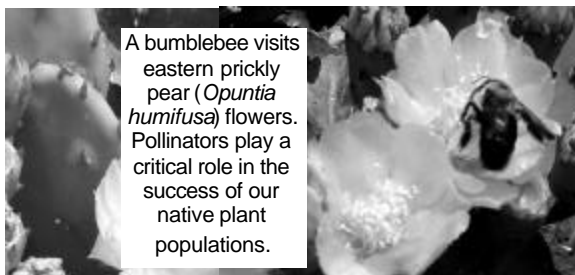 A bumblebee visits
eastern prickly
pear (Opuntia
humifusa) flowers.
Pollinators play a
critical role in the
success of our
native plant
populations.